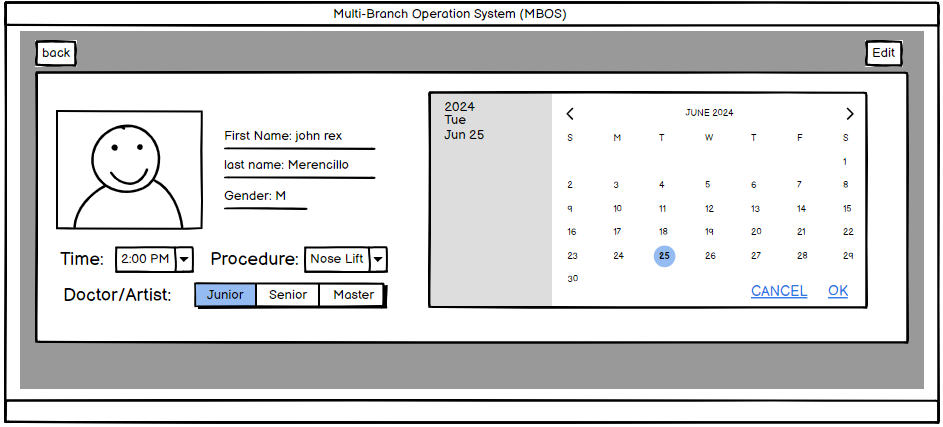 Multi-Branch Operation System (MBOS)
back
Edit
First Name: john rex
last name: Merencillo
Gender: M
Time: 2:00 PM Procedure: Nose Lift
Doctor/Artist: Junior Senior Master
2024
Tue
Jun 25
JUNE 2024
S M T W T F S
1
2 3 4 5 6 7 8
9 10 11 12 13 14 15
16 17 18 19 20 21 22
23 24 25 26 27 28 29
30
CANCEL OK